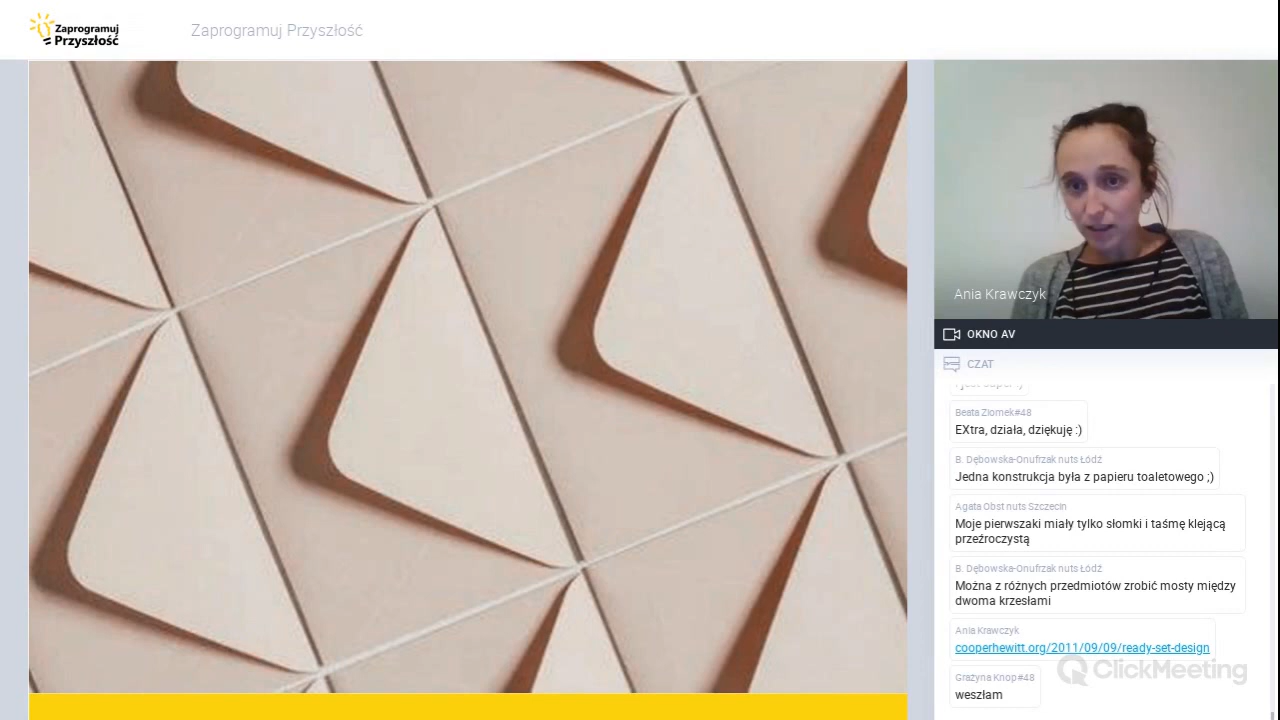 Zaprogramuj
Przyszłość
Zaprogramuj Przyszłość
Ania Krawczyk
OKNO AV
CZAT
Beata Ziomek#48
EXtra, działa, dziękuję :)
B. Dębowska-Onufrzak nuts Łódź
Jedna konstrukcja była z papieru toaletowego ;)
Agata Obst nuts Szczecin
Moje pierwszaki miały tylko słomki i taśmę klejącą
przeźroczystą
B. Dębowska-Onufrzak nuts Łódź
Można z różnych przedmiotów zrobić mosty między
dwoma krzesłami
Ania Krawczyk
cooperhewitt.org/2011/09/09/ready-set-design
Grażyna Knop#48
weszłam
ClickMeeting